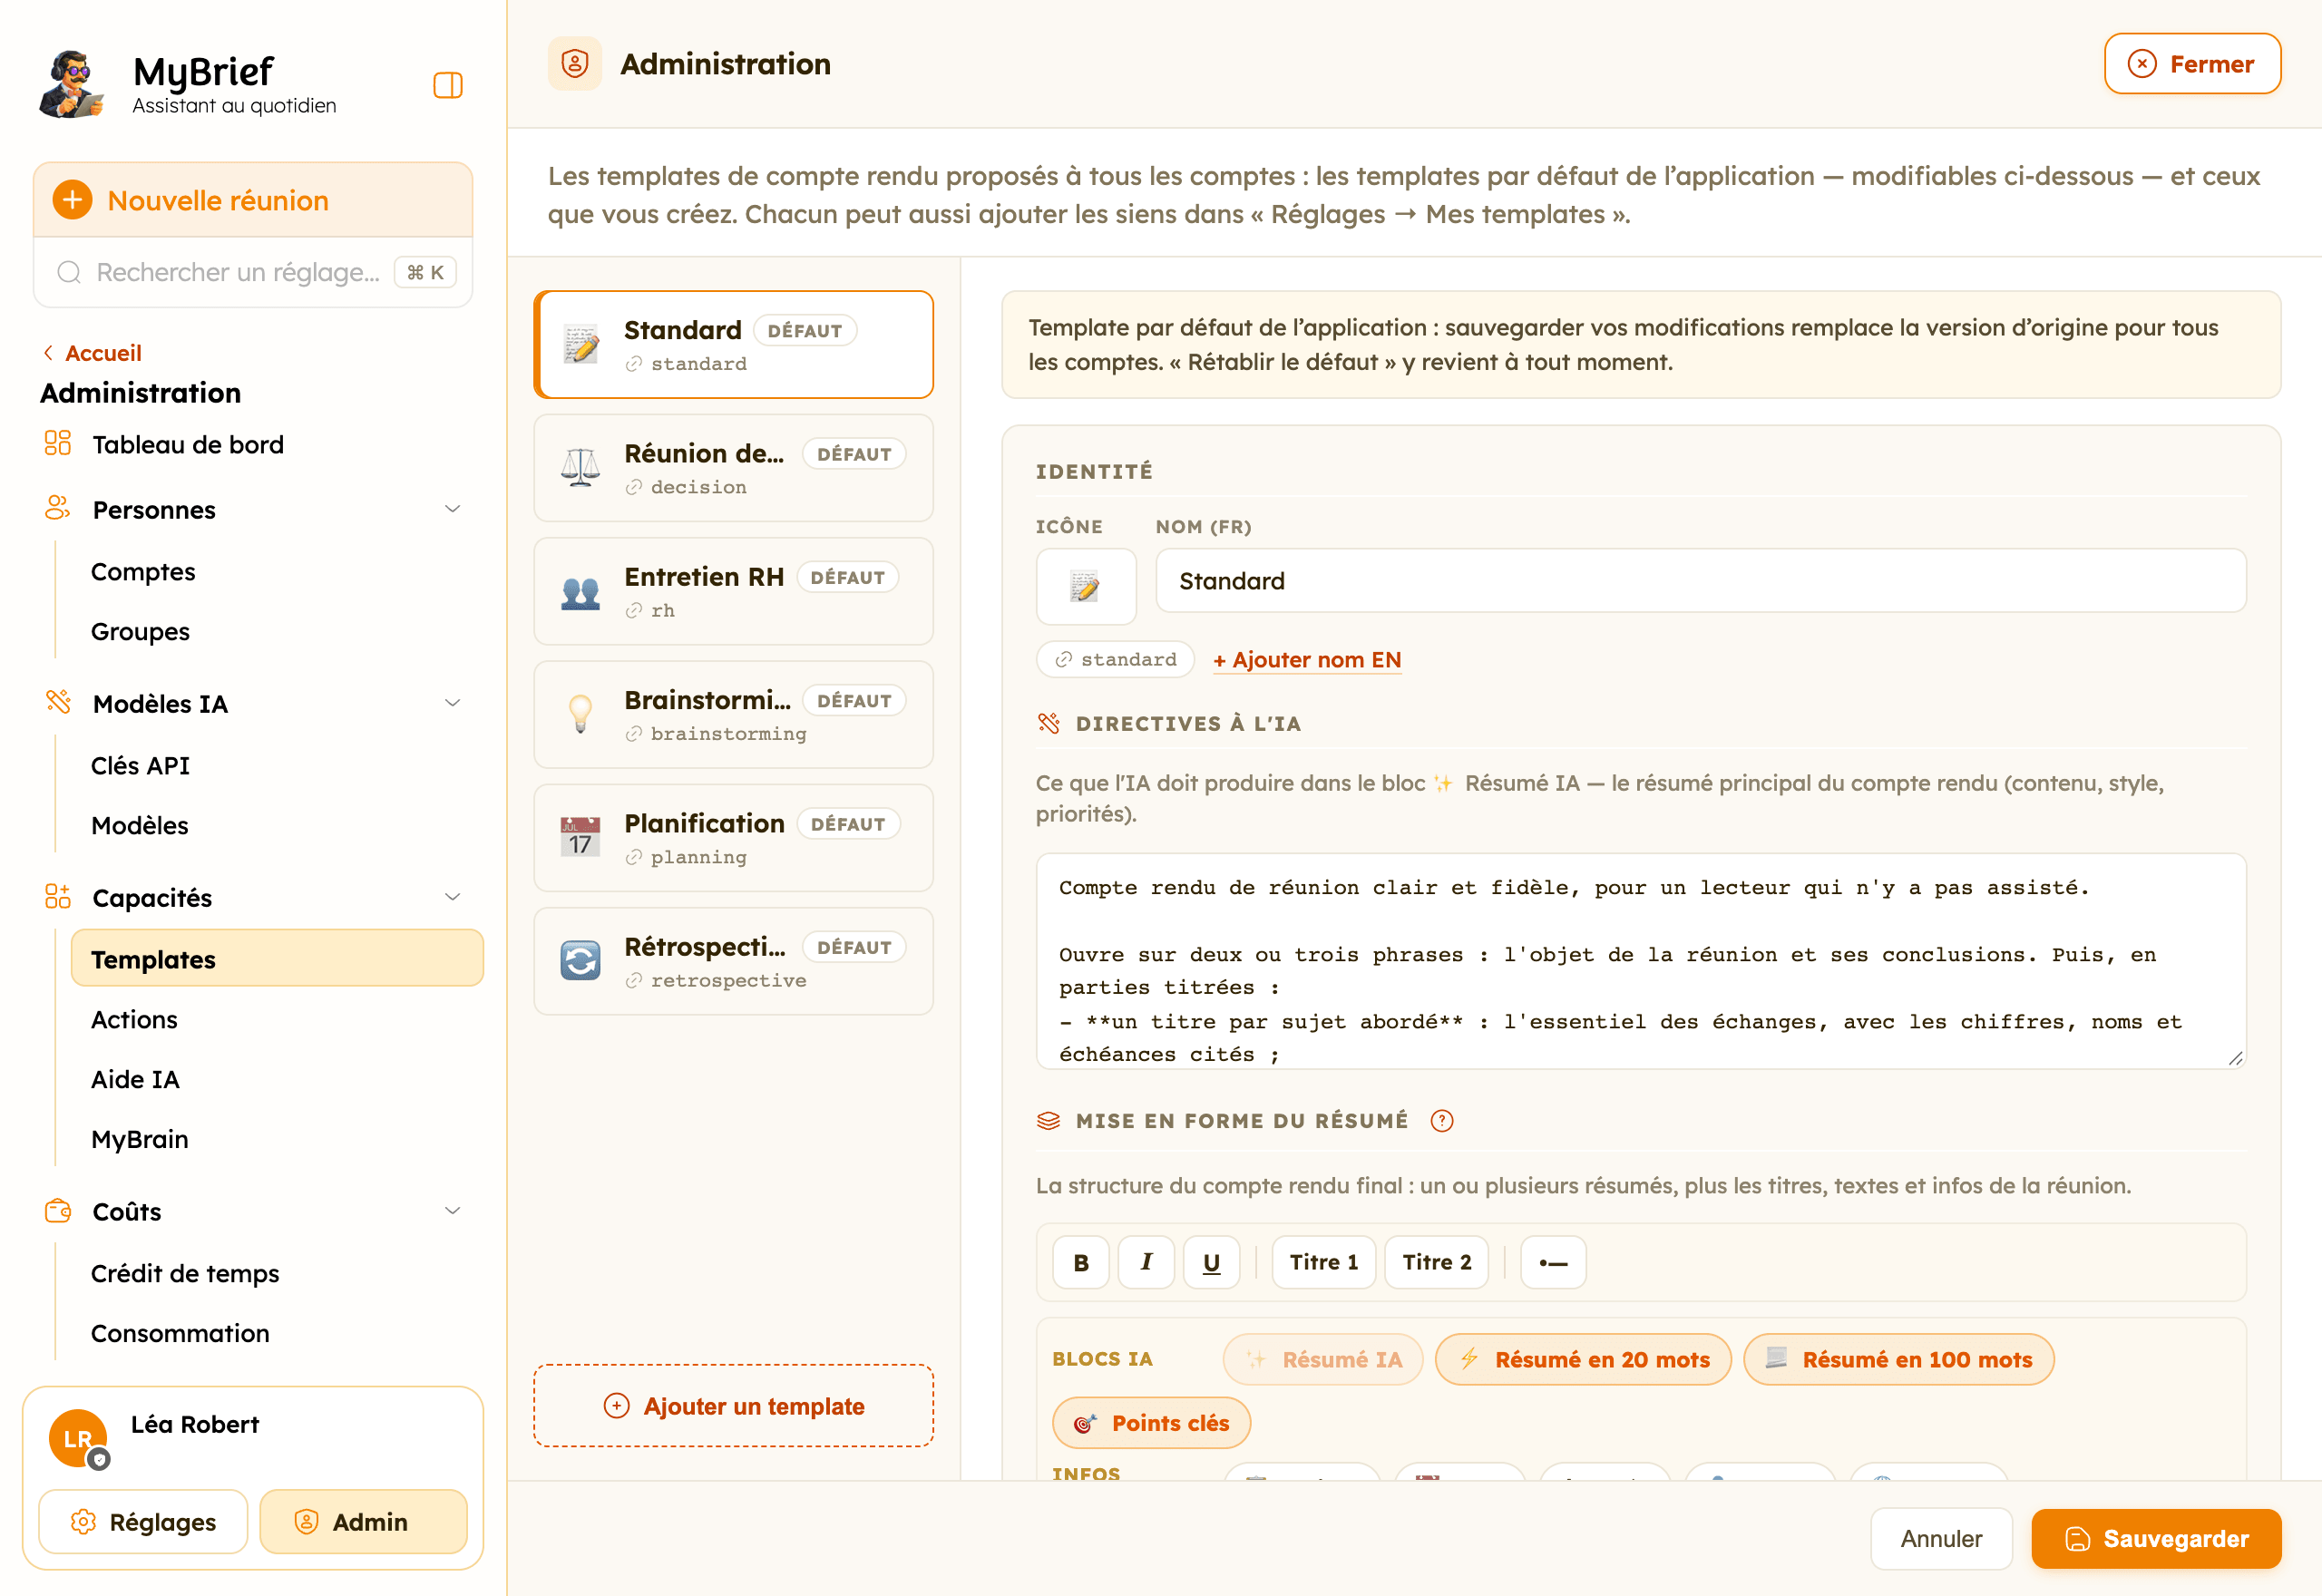 MyBrief
Assistant au quotidien
Nouvelle réunion
Rechercher un réglage... ⌘ K
Accueil
Administration
Tableau de bord
Personnes
Comptes
Groupes
Modèles IA
Clés API
Modèles
Capacités
Templates
Actions
Aide IA
MyBrain
Coûts
Crédit de temps
Consommation
LR Léa Robert
Réglages Admin
Administration
Fermer
Les templates de compte rendu proposés à tous les comptes : les templates par défaut de l’application — modifiables ci-dessous — et ceux
que vous créez. Chacun peut aussi ajouter les siens dans « Réglages → Mes templates ».
Standard DÉFAUT
standard
Réunion de... DÉFAUT
decision
Entretien RH DÉFAUT
rh
Brainstormi... DÉFAUT
brainstorming
JUL 17
Planification DÉFAUT
planning
Rétrospecti... DÉFAUT
retrospective
Ajouter un template
Template par défaut de l’application : sauvegarder vos modifications remplace la version d’origine pour tous
les comptes. « Rétablir le défaut » y revient à tout moment.
IDENTITÉ
ICÔNE NOM (FR)
Standard
standard + Ajouter nom EN
DIRECTIVES À L'IA
Ce que l'IA doit produire dans le bloc ✨ Résumé IA — le résumé principal du compte rendu (contenu, style,
priorités).
Compte rendu de réunion clair et fidèle, pour un lecteur qui n'y a pas assisté.
Ouvre sur deux ou trois phrases : l'objet de la réunion et ses conclusions. Puis, en
parties titrées :
- **un titre par sujet abordé** : l'essentiel des échanges, avec les chiffres, noms et
échéances cités ;
MISE EN FORME DU RÉSUMÉ ?
La structure du compte rendu final : un ou plusieurs résumés, plus les titres, textes et infos de la réunion.
B I U Titre 1 Titre 2 •—
BLOCS IA ✨ Résumé IA ⚡ Résumé en 20 mots Résumé en 100 mots
Points clés
INFOS
Annuler Sauvegarder